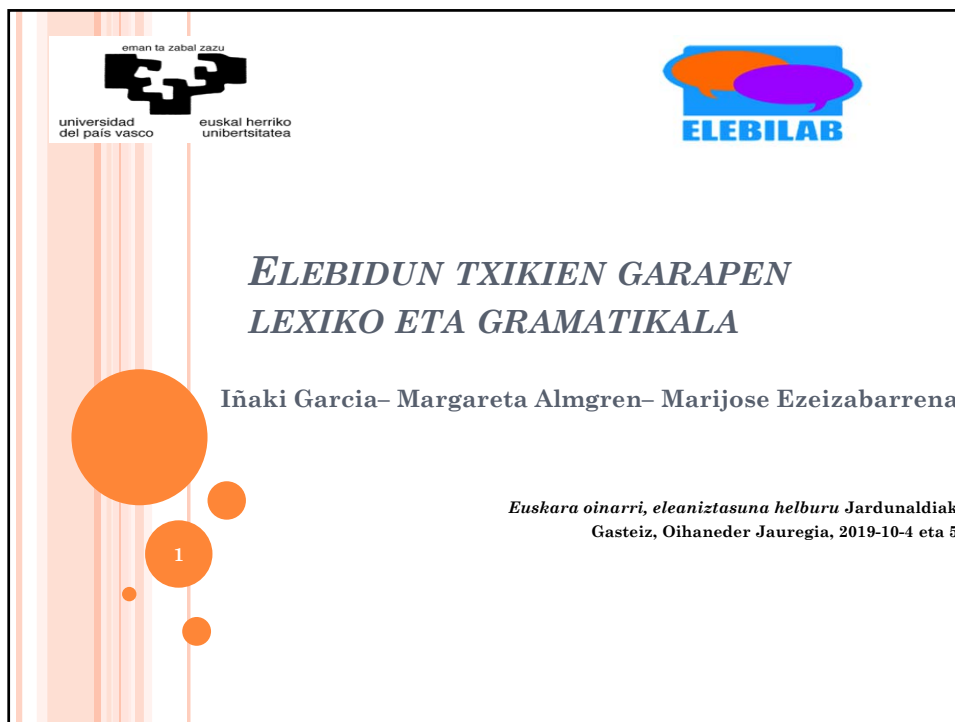 eman ta zabal zazu
universidad del país vasco
euskal herriko unibertsitatea
ELEBILAB
ELEBIDUN TXIKIEN GARAPEN
LEXIKO ETA GRAMATIKALA
Iñaki Garcia– Margareta Almgren– Marijose Ezeizabarrena
Euskara oinarri, eleaniztasuna helburu Jardunaldiak
Gasteiz, Oihaneder Jauregia, 2019-10-4 eta 5
1